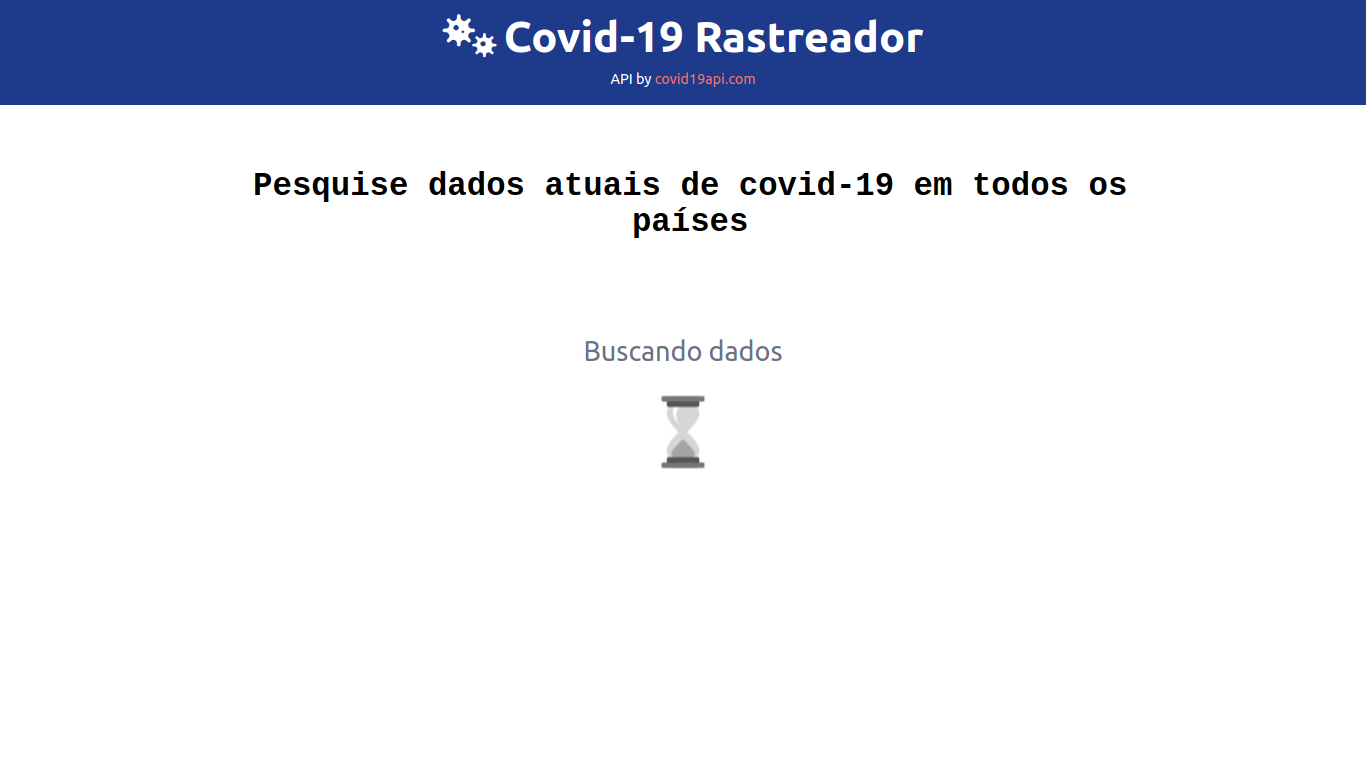 Covid-19 Rastreador
API by covid19api.com
Pesquise dados atuais de covid-19 em todos os
países
Buscando dados